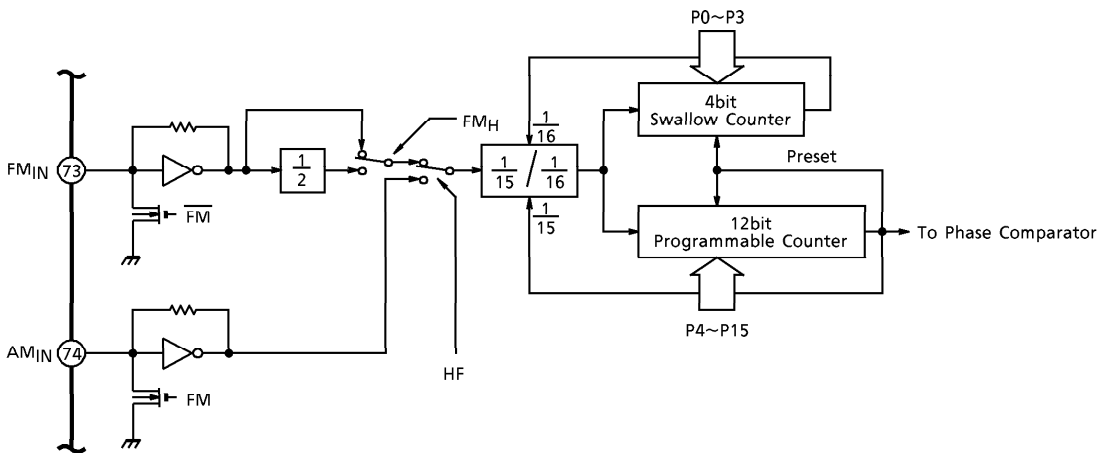 P0~P3
4bit
Swallow Counter
1
16
FMH
FMIN
73
1
2
1
15
/
1
16
Preset
FM
1
15
12bit
Programmable Counter
To Phase Comparator
P4~P15
AMIN
74
HF
FM